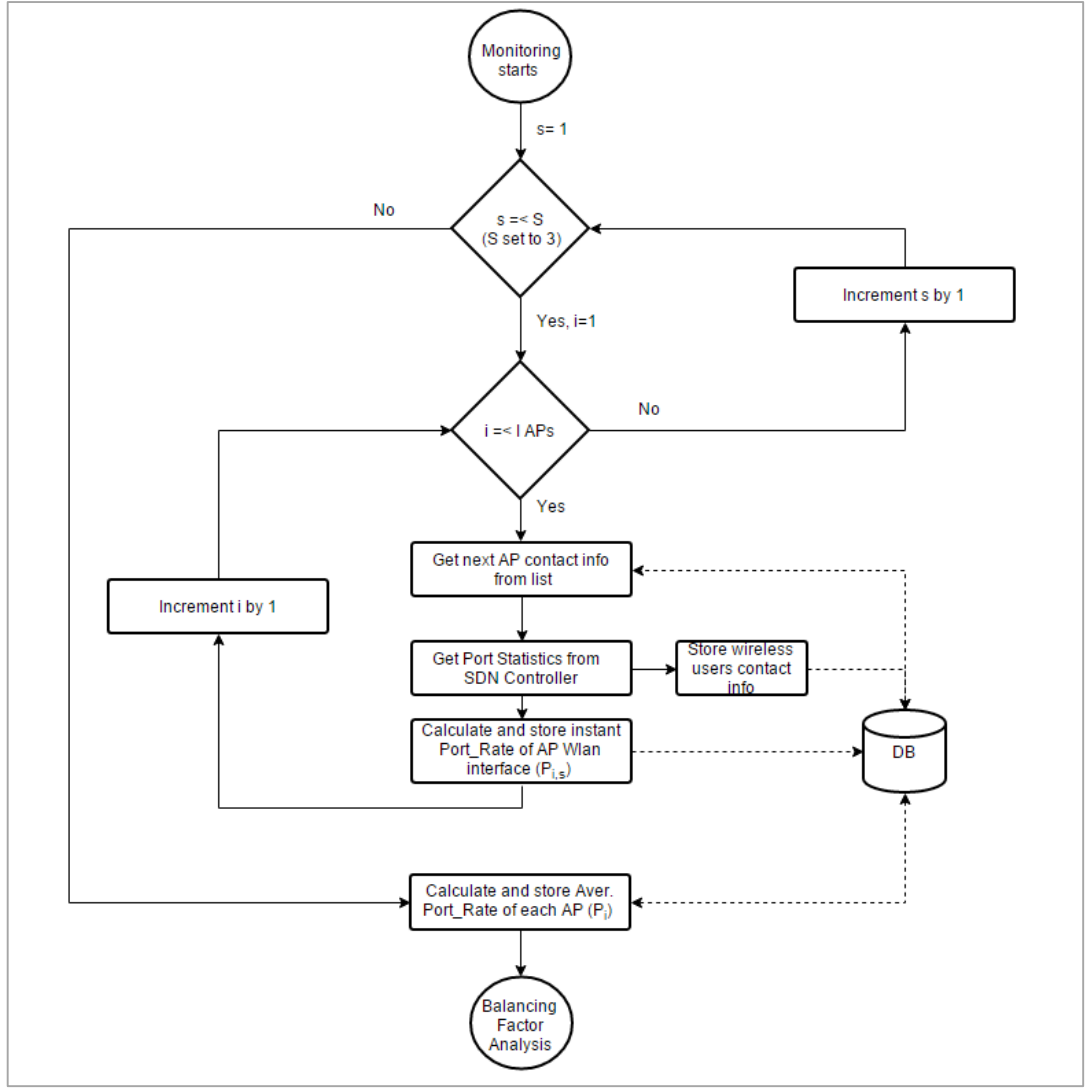 Monitoring
starts
s= 1
No
s =< S
(S set to 3)
Increment s by 1
Yes, i=1
i =< I APs
No
Yes
Get next AP contact info
from list
Increment i by 1
Get Port Statistics from
SDN Controller
Store wireless
users contact
info
Calculate and store instant
Port_Rate of AP Wlan
interface (Pi,s)
DB
Calculate and store Aver.
Port_Rate of each AP (Pi)
Balancing
Factor
Analysis